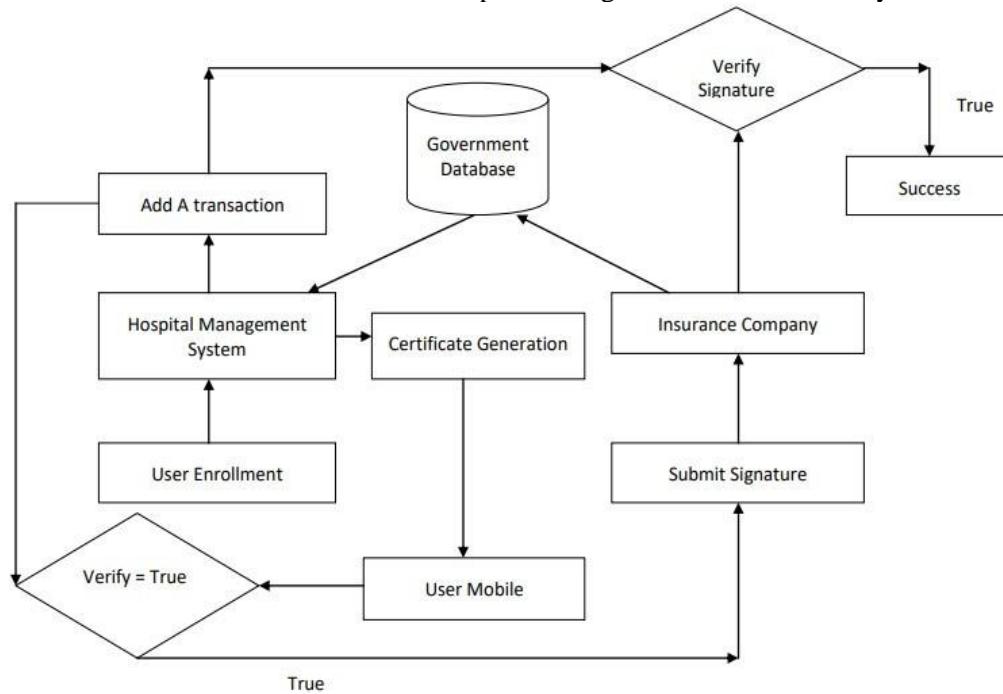 Verify
Signature
True
Government
Database
Success
Add A transaction
Hospital Management
System
Certificate Generation
Insurance Company
User Enrollment
Submit Signature
Verify = True
User Mobile
True